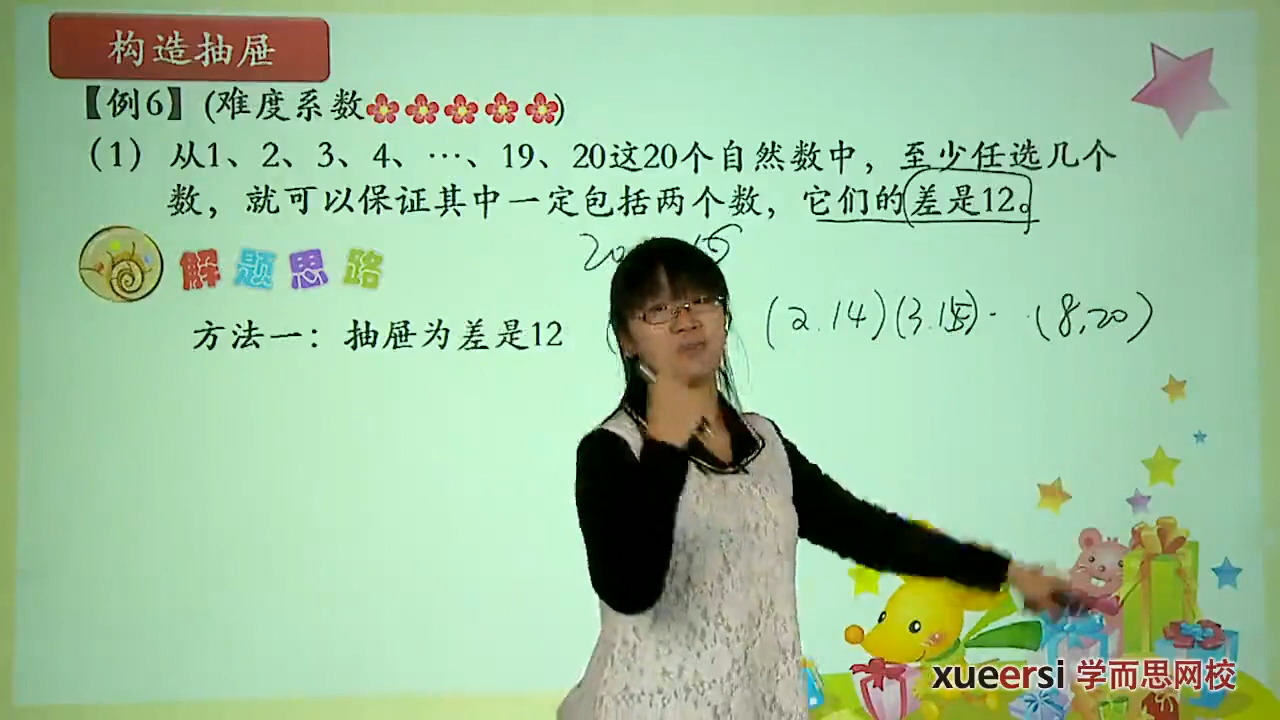 构造抽屉
【例6】(难度系数)
(1) 从1、2、3、4、…、19、20这20个自然数中，至少任选几个
数，就可以保证其中一定包括两个数，它们的差是12。
解题思路
方法一：抽屉为差是12
(2.14)(3.15)··(8,20)
xueersi 学而思网校